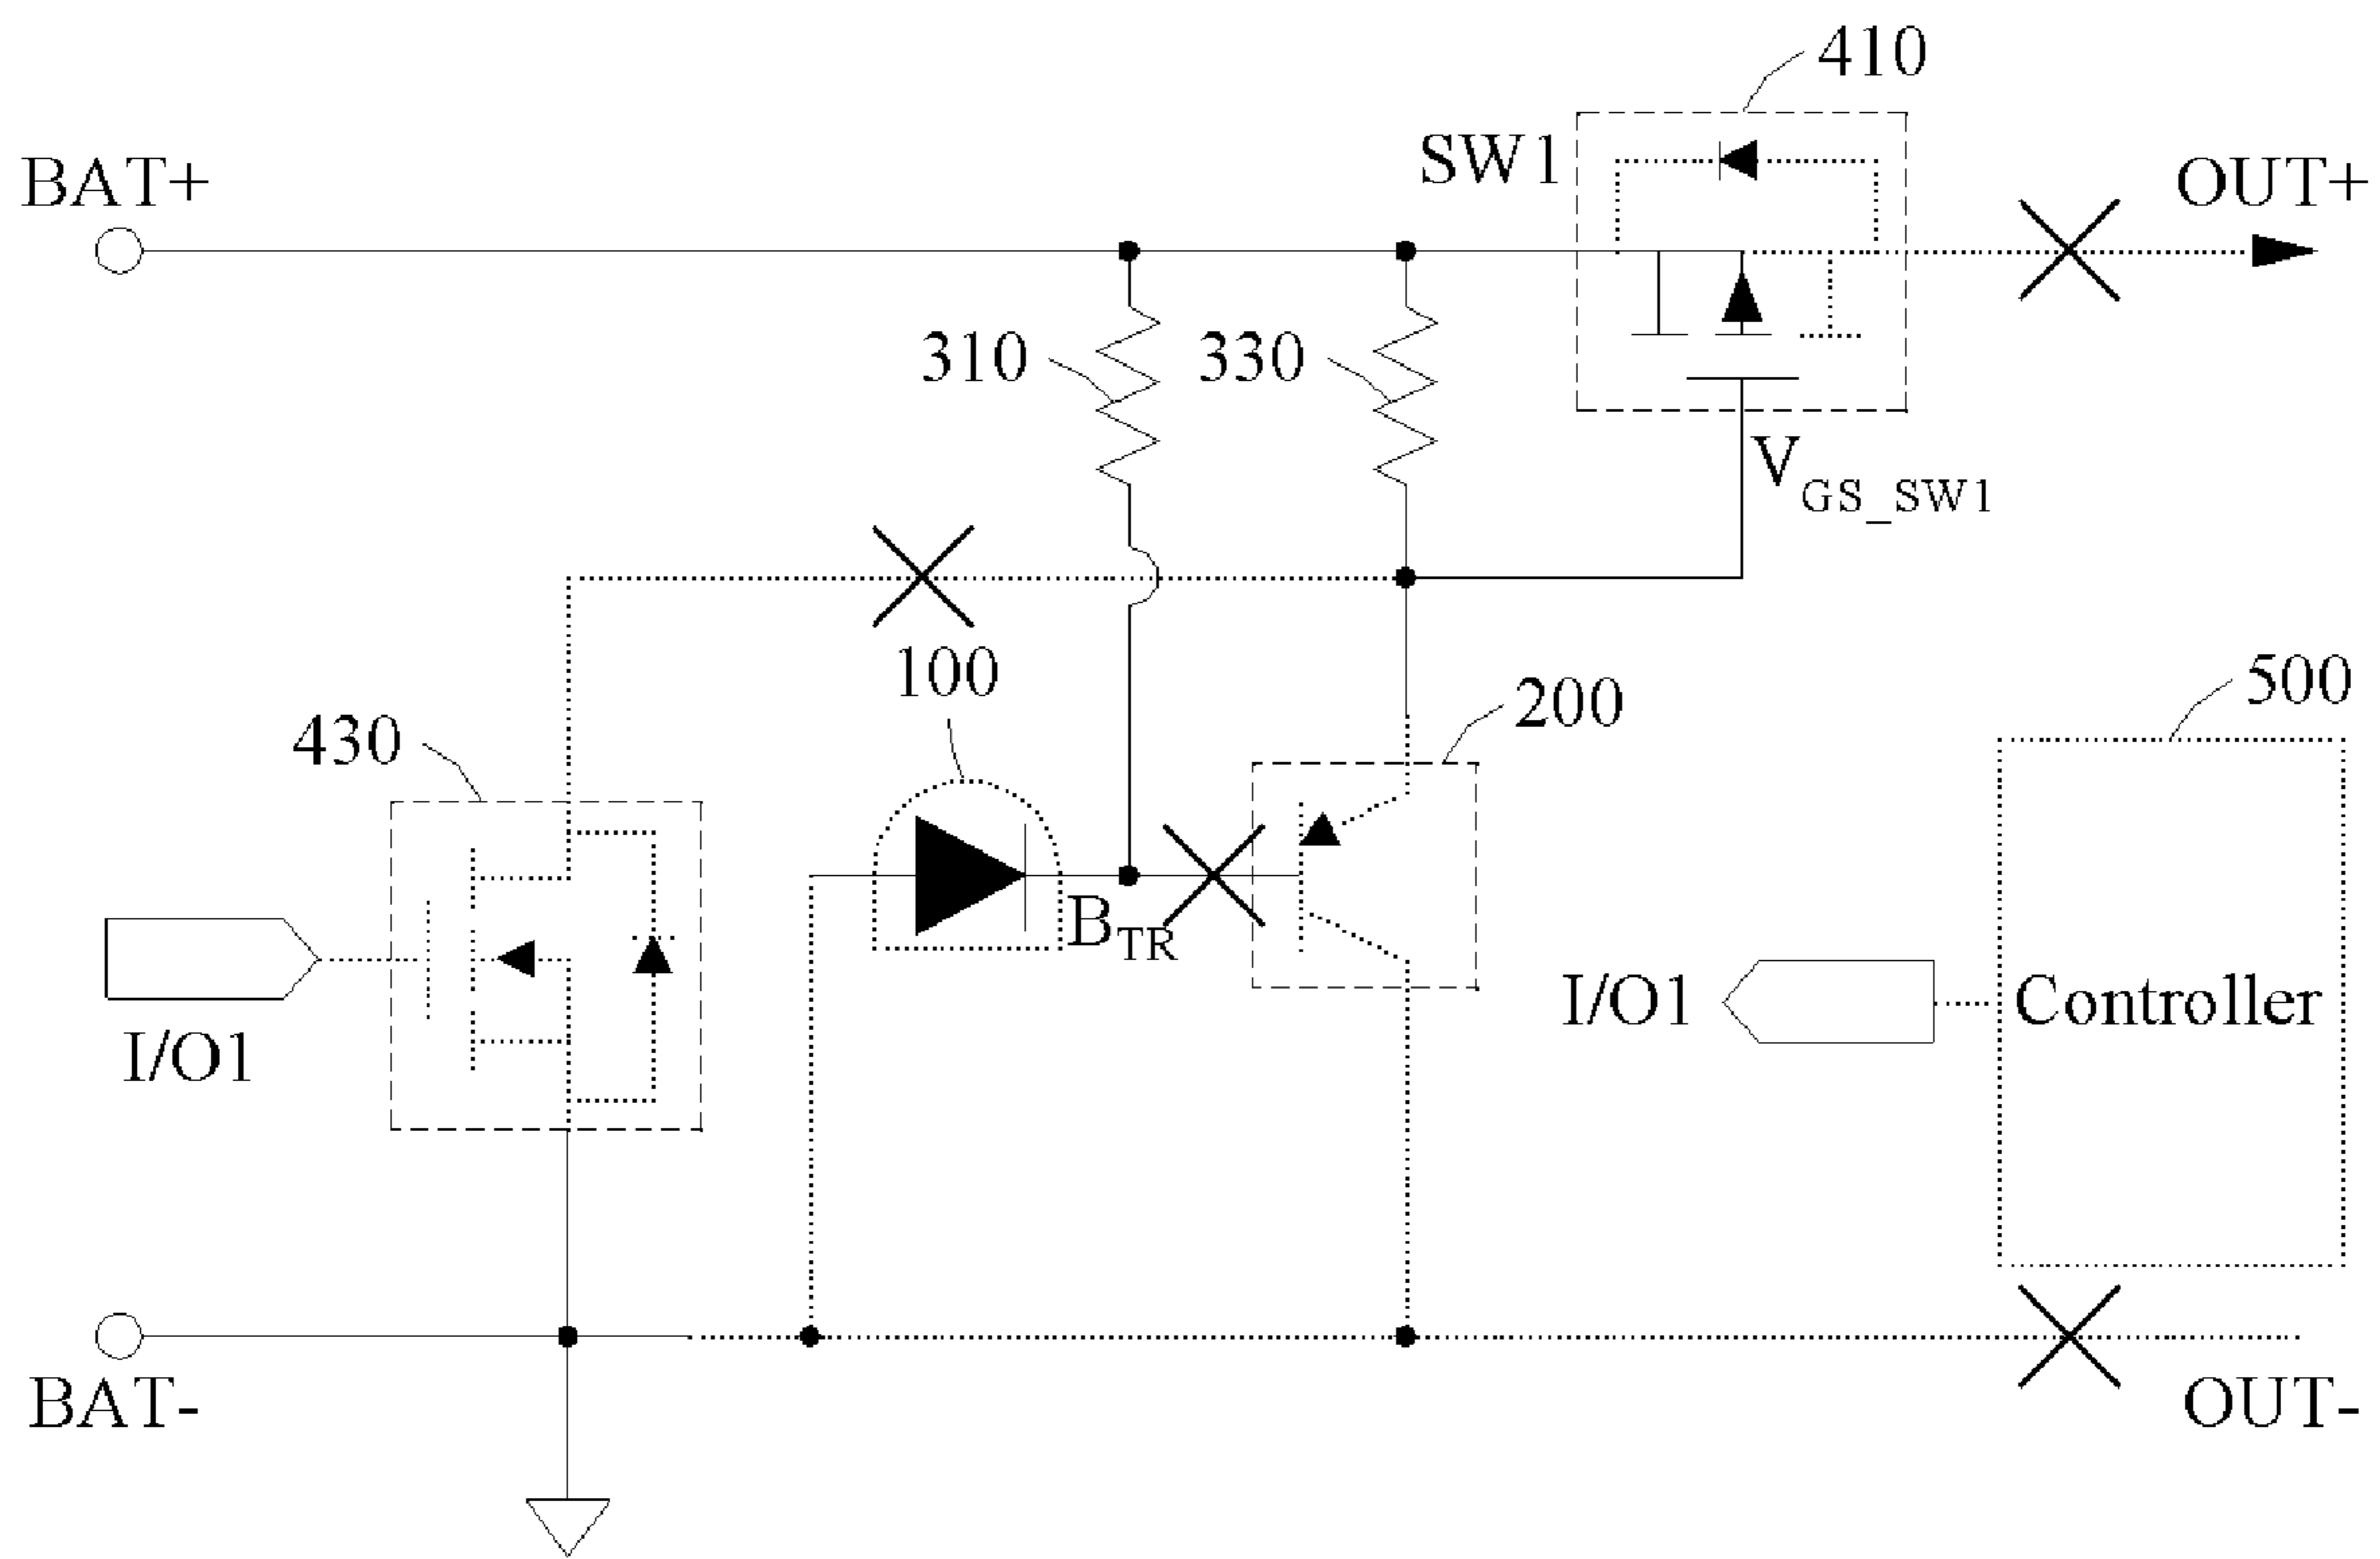 410
SW1
BAT+
OUT+
310
330
VGS_SW1
100
500
200
430
BTR
I/O1
Controller
I/O1
BAT-
OUT-